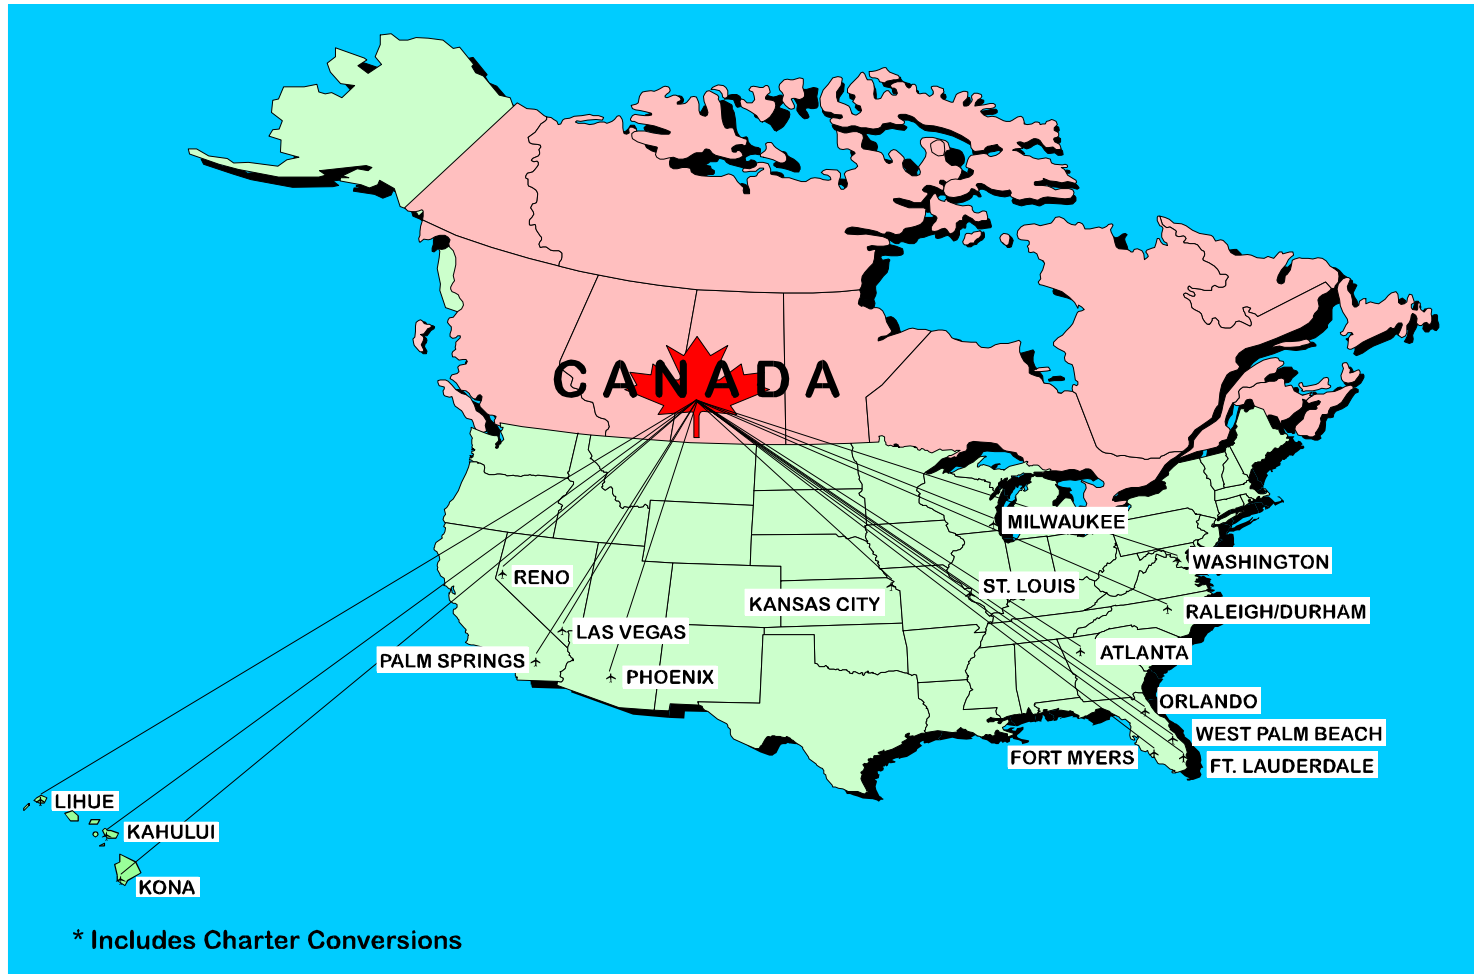 CANADA
MILWAUKEE
WASHINGTON
RENO
ST. LOUIS
KANSAS CITY
RALEIGH/DURHAM
LAS VEGAS
ATLANTA
PALM SPRINGS
PHOENIX
ORLANDO
WEST PALM BEACH
FORT MYERS
FT. LAUDERDALE
LIHUE
KAHULUI
KONA
* Includes Charter Conversions